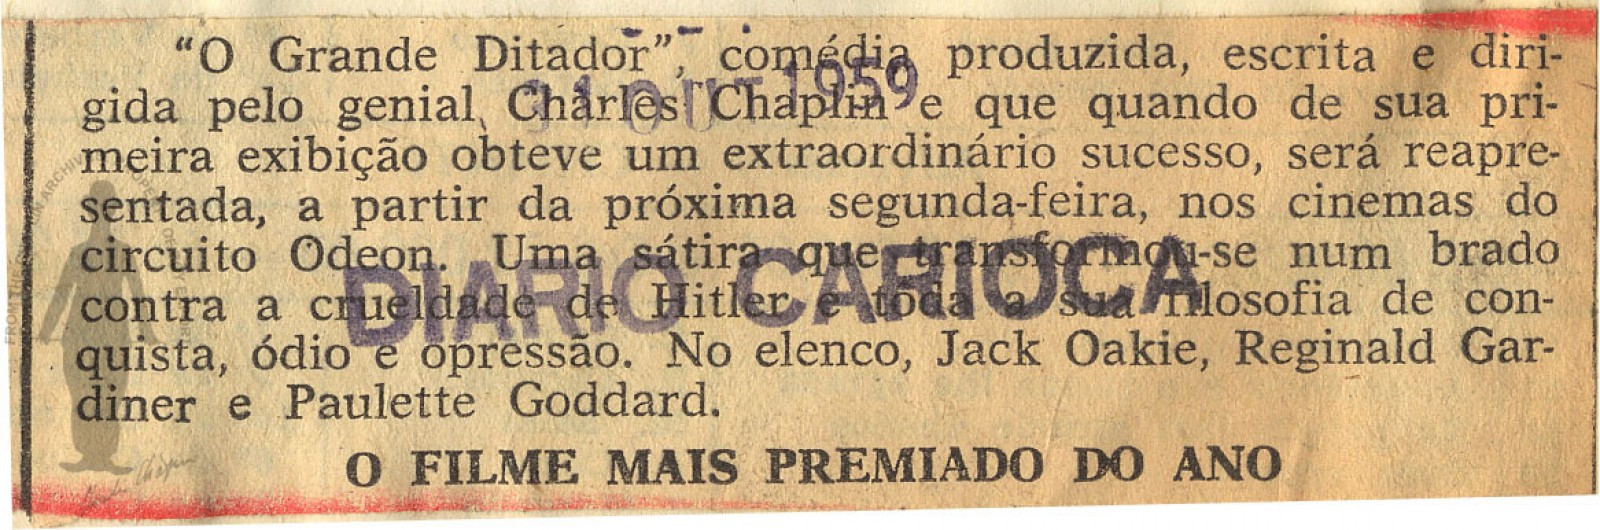 “O Grande Ditador”, comédia produzida, escrita e diri-
gida pelo genial Charles Chaplin e que quando de sua pri-
meira exibição obteve um extraordinário sucesso, será reapre-
sentada, a partir da próxima segunda-feira, nos cinemas do
circuito Odeon. Uma sátira que transformou-se num brado
contra a crueldade de Hitler e toda a sua filosofia de con-
quista, ódio e opressão. No elenco, Jack Oakie, Reginald Gar-
diner e Paulette Goddard.
O FILME MAIS PREMIADO DO ANO
OUT 1959
DIARIO CARIOCA